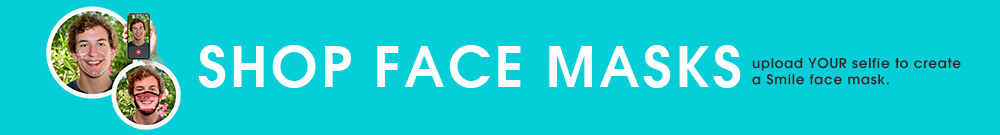 SHOP FACE MASKS
upload YOUR selfie to create
a Smile face mask.